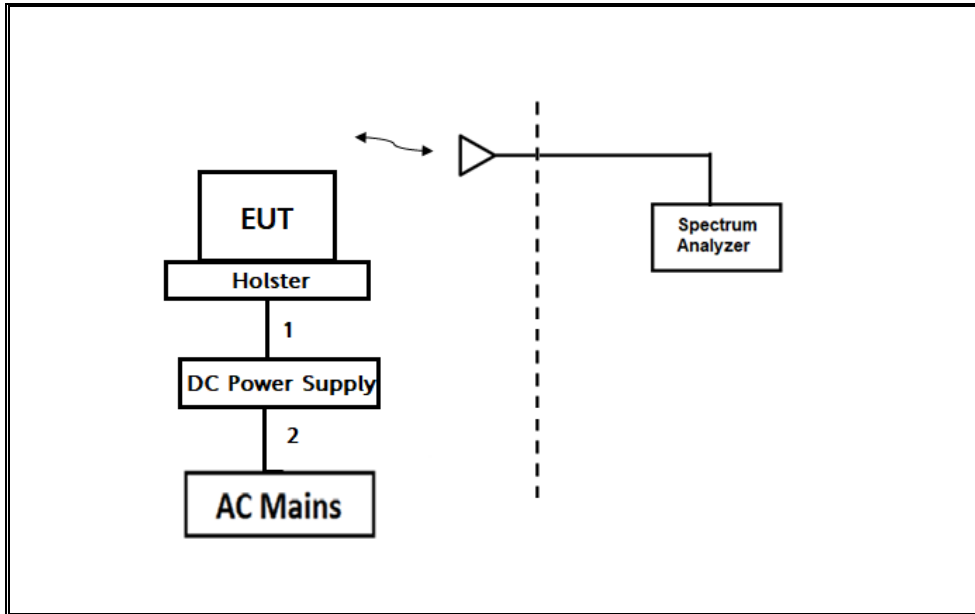 EUT
Holster
1
DC Power Supply
2
AC Mains
Spectrum
Analyzer